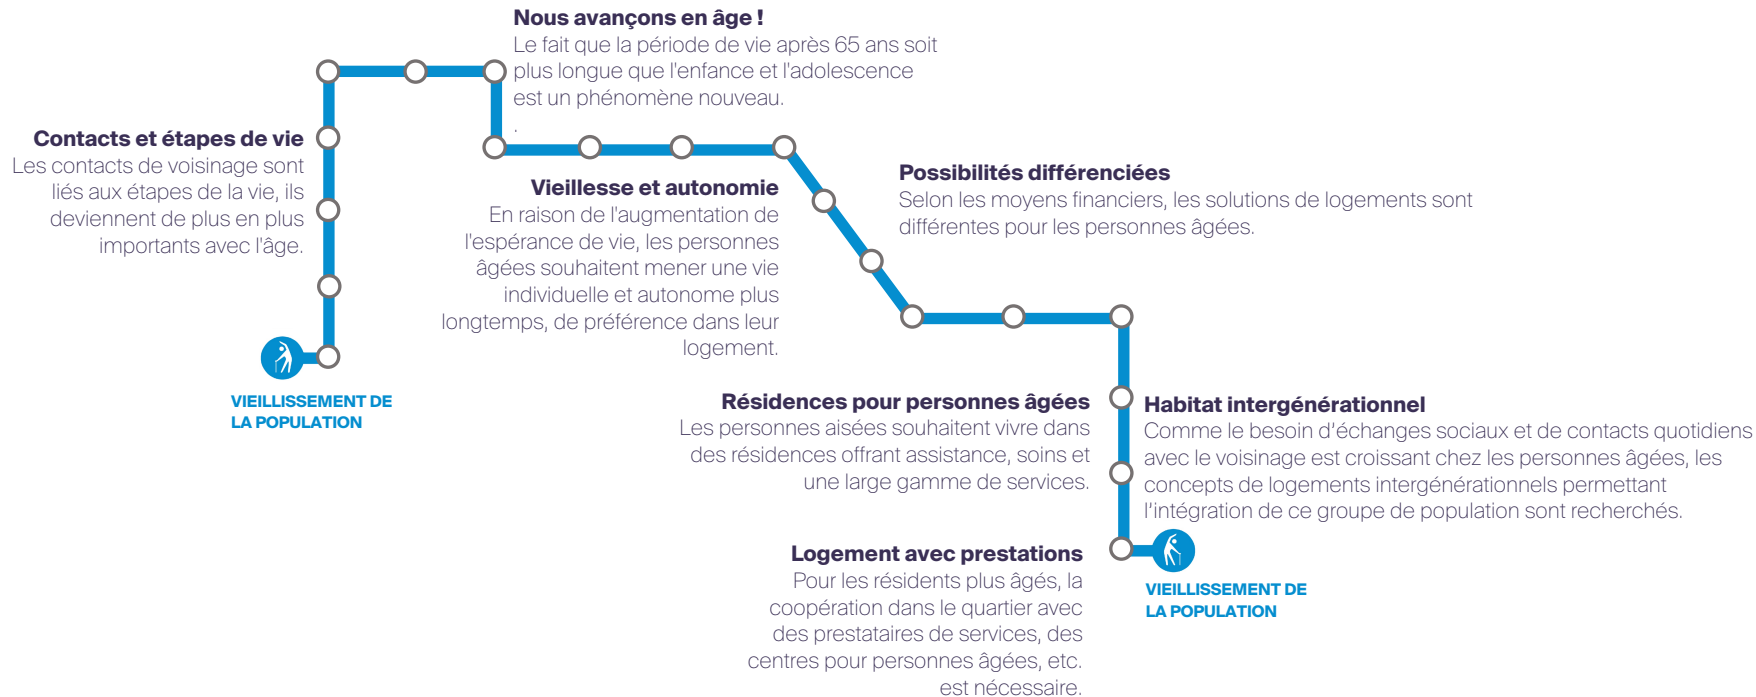 Nous avançons en âge !
Le fait que la période de vie après 65 ans soit
plus longue que l'enfance et l'adolescence
est un phénomène nouveau.
.
Contacts et étapes de vie
Les contacts de voisinage sont
liés aux étapes de la vie, ils
deviennent de plus en plus
importants avec l'âge.
Vieillesse et autonomie
En raison de l'augmentation de
l'espérance de vie, les personnes
âgées souhaitent mener une vie
individuelle et autonome plus
longtemps, de préférence dans leur
logement.
Possibilités différenciées
Selon les moyens financiers, les solutions de logements sont
différentes pour les personnes âgées.
VIEILLISSEMENT DE
LA POPULATION
Résidences pour personnes âgées
Les personnes aisées souhaitent vivre dans
des résidences offrant assistance, soins et
une large gamme de services.
Habitat intergénérationnel
Comme le besoin d'échanges sociaux et de contacts quotidiens
avec le voisinage est croissant chez les personnes âgées, les
concepts de logements intergénérationnels permettant
l'intégration de ce groupe de population sont recherchés.
Logement avec prestations
Pour les résidents plus âgés, la
coopération dans le quartier avec
des prestataires de services, des
centres pour personnes âgées, etc.
est nécessaire.
VIEILLISSEMENT DE
LA POPULATION